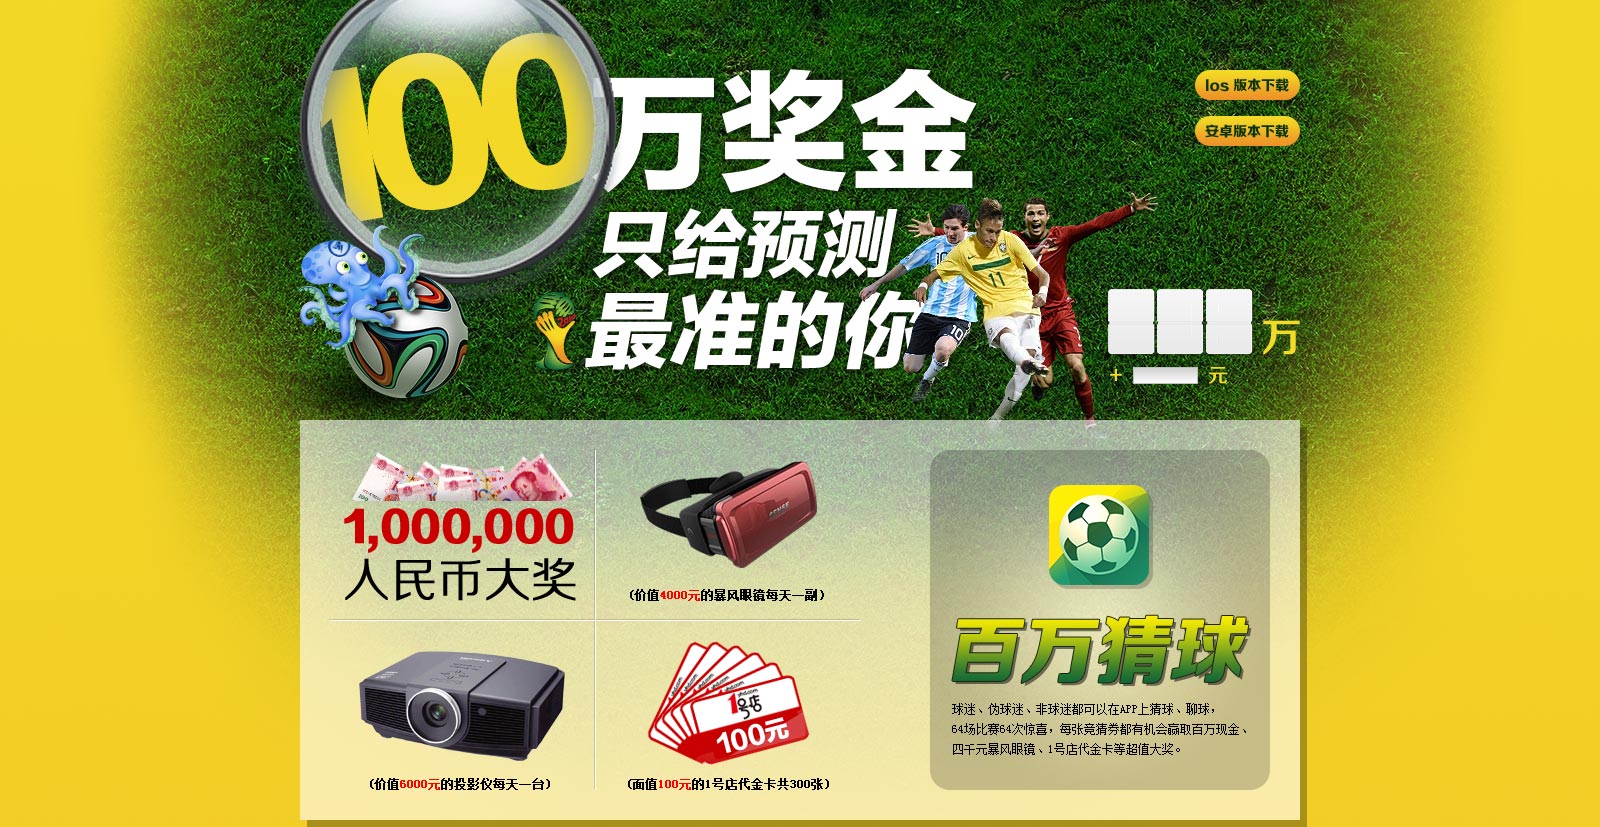 100万奖金
只给预测
最准的你
Ios 版本下载
安卓版本下载
万
+ 元
10
11
1,000,000
人民币大奖
(价值4000元的暴风眼镜每天一副)
(价值6000元的投影仪每天一台)
1号店
yhd.com
100元
(面值100元的1号店代金卡共300张)
百万猜球
球迷、伪球迷、非球迷都可以在APP上猜球、聊球，
64场比赛64次惊喜，每张竞猜券都有机会赢取百万现金、
四千元暴风眼镜、1号店代金卡等超值大奖。